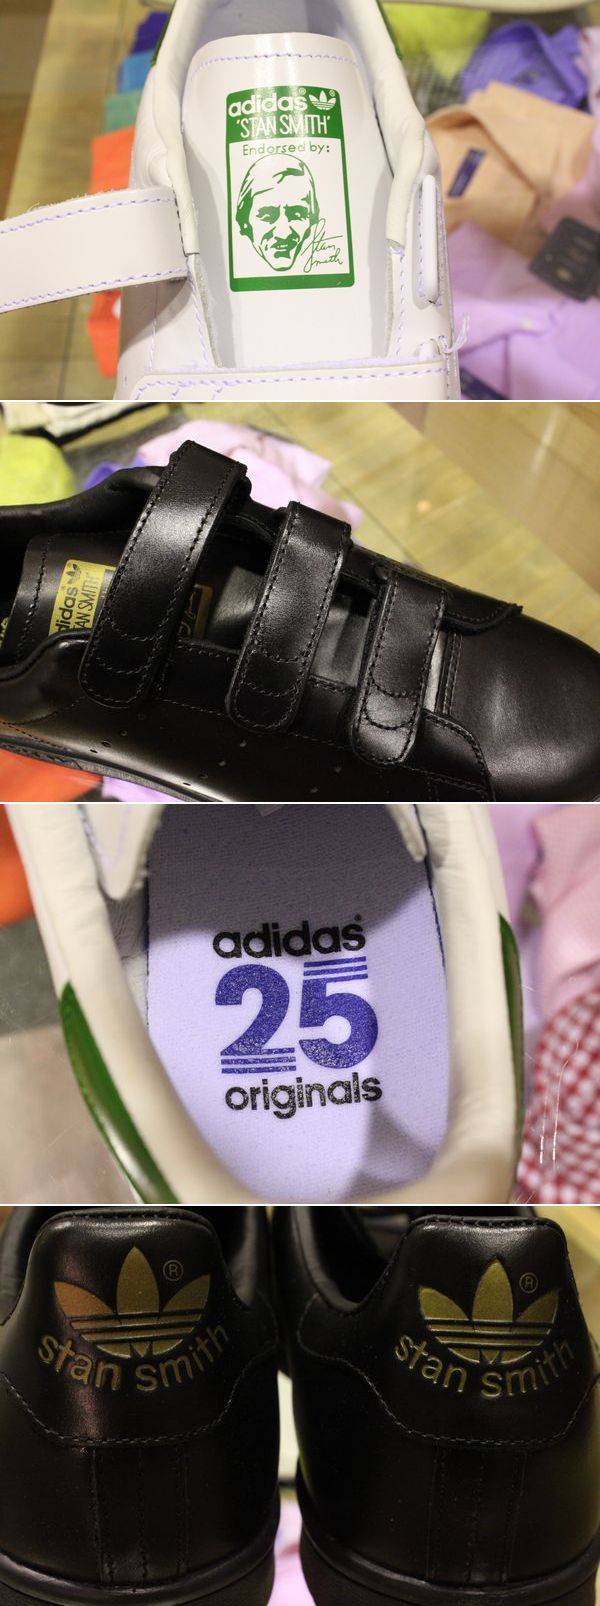 adidas®
"STAN SMITH"
Endorsed by:
Stan
Smith
adidas
STAN SMITH"
adidas®
25
originals
®
stan smith
®
stan smith